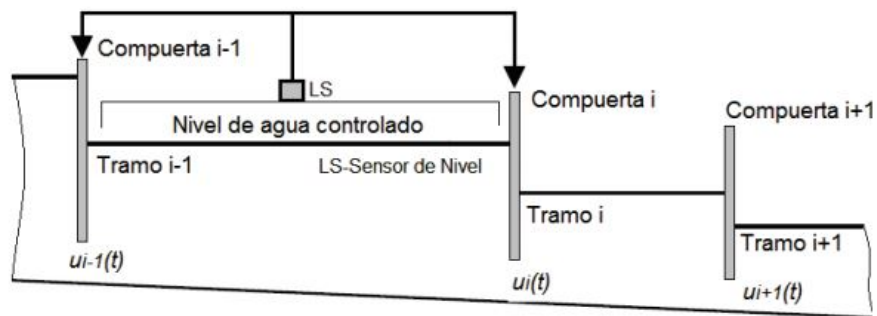 Compuerta i-1
LS
Compuerta i
Compuerta i+1
Nivel de agua controlado
Tramo i-1
LS-Sensor de Nivel
Tramo i
Tramo i+1
ui-1(t)
ui(t)
ui+1(t)